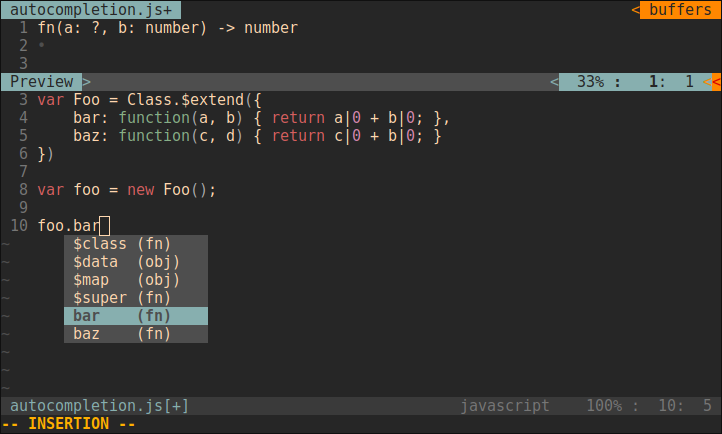 autocompletion.js+ < buffers
1 fn(a: ?, b: number) -> number
2 •
3
Preview > < 33% : 1: 1 <<
3 var Foo = Class.$extend({
4     bar: function(a, b) { return a|0 + b|0; },
5     baz: function(c, d) { return c|0 + b|0; }
6 })
7
8 var foo = new Foo();
9
10 foo.bar
~ $class (fn)
~ $data  (obj)
~ $map   (obj)
~ $super (fn)
~ bar    (fn)
~ baz    (fn)
~
~
~
autocompletion.js[+] javascript 100% : 10: 5
-- INSERTION --